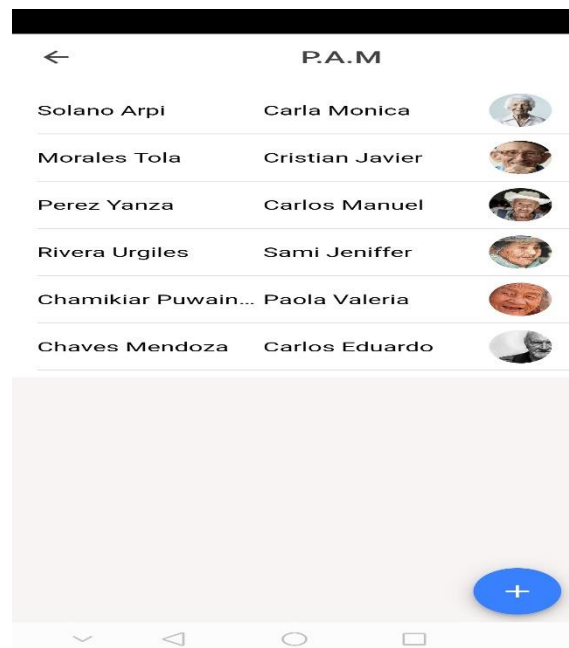 P.A.M
Solano Arpi Carla Monica
Morales Tola Cristian Javier
Perez Yanza Carlos Manuel
Rivera Urgiles Sami Jeniffer
Chamikiar Puwain... Paola Valeria
Chaves Mendoza Carlos Eduardo